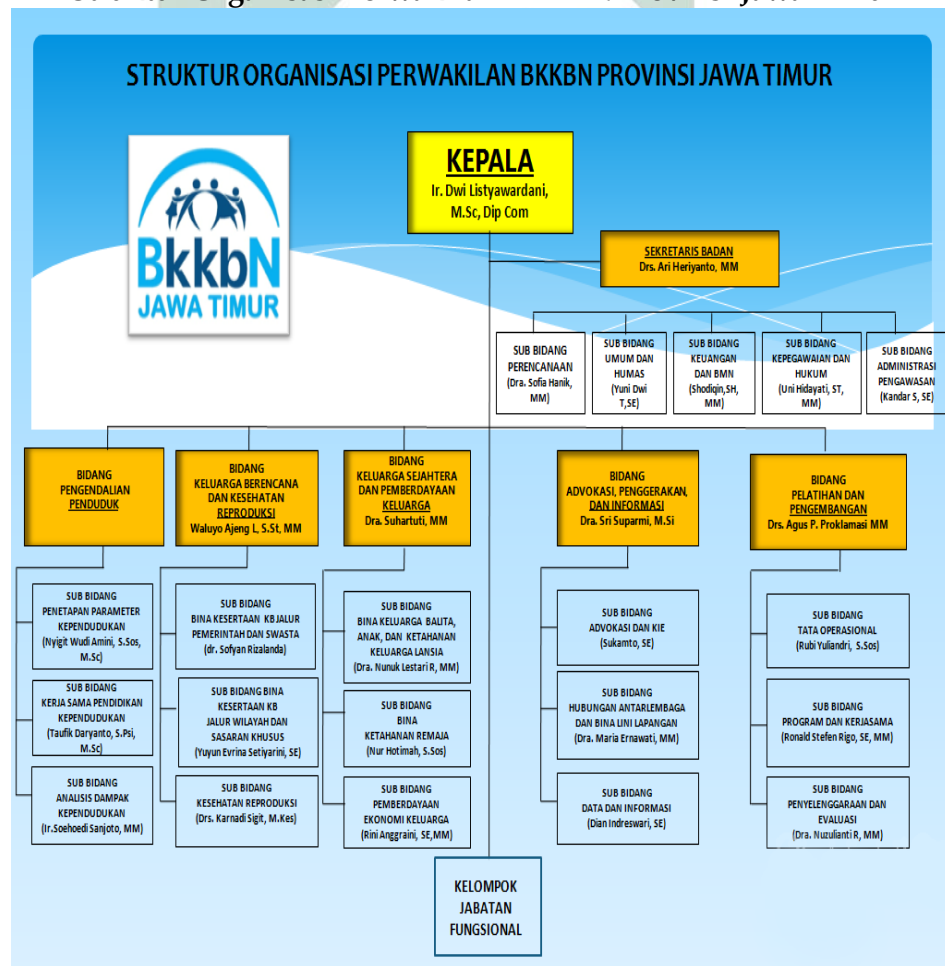 STRUKTUR ORGANISASI PERWAKILAN BKKBN PROVINSI JAWA TIMUR
BkkbN
JAWA TIMUR
KEPALA
Ir. Dwi Listyawardani,
M.Sc, Dip Com
SEKRETARIS BADAN
Drs. Ari Heriyanto, MM
SUB BIDANG
PERENCANAAN
(Dra. Sofia Hanik,
MM)
SUB BIDANG
UMUM DAN
HUMAS
(Yuni Dwi
T,SE)
SUB BIDANG
KEUANGAN
DAN BMN
(Shodiqin,SH,
MM)
SUB BIDANG
KEPEGAWAIAN DAN
HUKUM
(Uni Hidayati, ST,
MM)
SUB BIDANG
ADMINISTRASI
PENGAWASAN
(Kandar S, SE)
BIDANG
PENGENDALIAN
PENDUDUK
BIDANG
KELUARGA BERENCANA
DAN KESEHATAN
REPRODUKSI
Waluyo Ajeng L, S.St, MM
BIDANG
KELUARGA SEJAHTERA
DAN PEMBERDAYAAN
KELUARGA
Dra. Suhartuti, MM
BIDANG
ADVOKASI, PENGGERAKAN,
DAN INFORMASI
Dra. Sri Suparmi, M.Si
BIDANG
PELATIHAN DAN
PENGEMBANGAN
Drs. Agus P. Proklamasi MM
SUB BIDANG
PENETAPAN PARAMETER
KEPENDUDUKAN
(Nyigit Wudi Amini, S.Sos,
M.Sc)
SUB BIDANG
KERJA SAMA PENDIDIKAN
KEPENDUDUKAN
(Taufik Daryanto, S.Psi,
M.Sc)
SUB BIDANG
ANALISIS DAMPAK
KEPENDUDUKAN
(Ir.Soehoedi Sanjoto, MM)
SUB BIDANG
BINA KESERTAAN KB JALUR
PEMERINTAH DAN SWASTA
(dr. Sofyan Rizalanda)
SUB BIDANG BINA
KESERTAAN KB
JALUR WILAYAH DAN
SASARAN KHUSUS
(Yuyun Evrina Setiyarini, SE)
SUB BIDANG
KESEHATAN REPRODUKSI
(Drs. Karnadi Sigit, M.Kes)
SUB BIDANG
BINA KELUARGA BALITA,
ANAK, DAN KETAHANAN
KELUARGA LANSIA
(Dra. Nunuk Lestari R, MM)
SUB BIDANG
BINA
KETAHANAN REMAJA
(Nur Hotimah, S.Sos)
SUB BIDANG
PEMBERDAYAAN
EKONOMI KELUARGA
(Rini Anggraini, SE,MM)
SUB BIDANG
ADVOKASI DAN KIE
(Sukamto, SE)
SUB BIDANG
HUBUNGAN ANTARLEMBAGA
DAN BINA LINI LAPANGAN
(Dra. Maria Ernawati, MM)
SUB BIDANG
DATA DAN INFORMASI
(Dian Indreswari, SE)
SUB BIDANG
TATA OPERASIONAL
(Rubi Yuliandri, S.Sos)
SUB BIDANG
PROGRAM DAN KERJASAMA
(Ronald Stefen Rigo, SE, MM)
SUB BIDANG
PENYELENGGARAAN DAN
EVALUASI
(Dra. Nuzulianti R, MM)
KELOMPOK
JABATAN
FUNGSIONAL